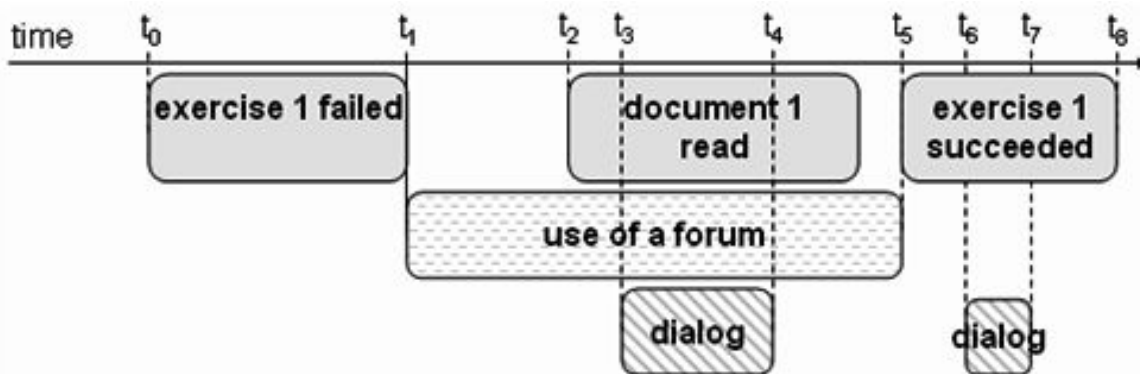 time t0 t1 t2 t3 t4 t5 t6 t7 t8
exercise 1 failed
document 1
read
exercise 1
succeeded
use of a forum
dialog
dialog